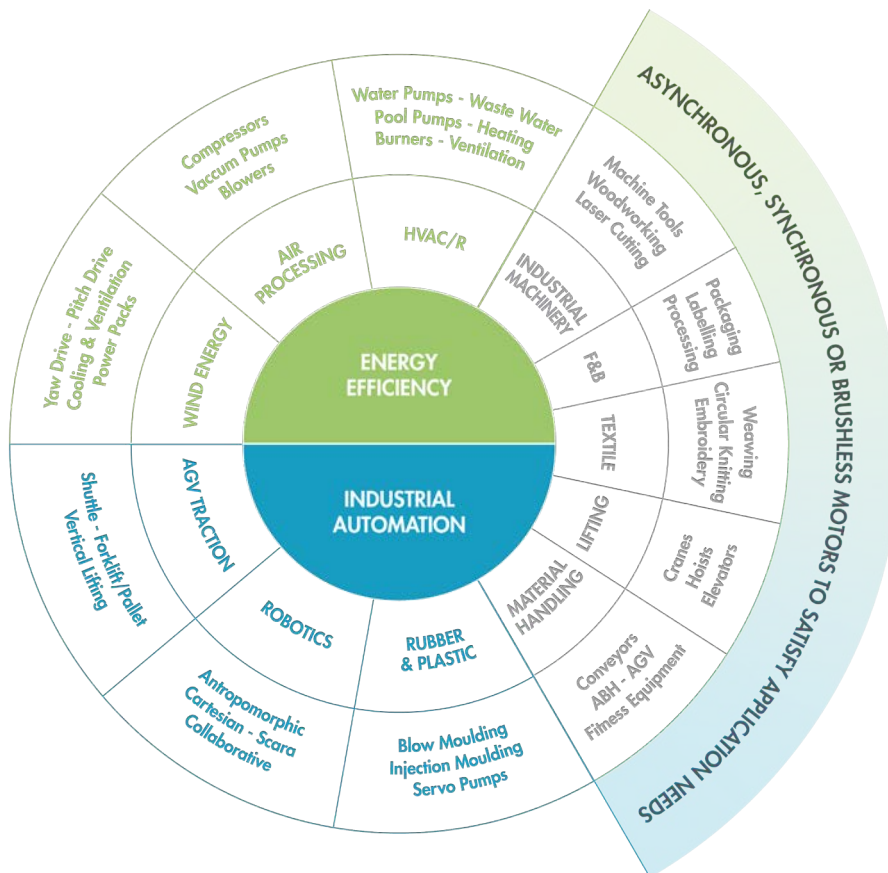 ENERGY
EFFICIENCY
INDUSTRIAL
AUTOMATION
HVAC/R
Water Pumps - Waste Water
Pool Pumps - Heating
Burners - Ventilation
INDUSTRIAL
MACHINERY
Machine Tools
Woodworking
Laser Cutting
F&B
Packaging
Labelling
Processing
TEXTILE
Weawing
Circular Knitting
Embroidery
LIFTING
Cranes
Hoists
Elevators
MATERIAL
HANDLING
Conveyors
ABH - AGV
Fitness Equipment
RUBBER
& PLASTIC
Blow Moulding
Injection Moulding
Servo Pumps
ROBOTICS
Antropomorphic
Cartesian - Scara
Collaborative
AGV TRACTION
Shuttle - Forklift/Pallet
Vertical Lifting
WIND ENERGY
Yaw Drive - Pitch Drive
Cooling & Ventilation
Power Packs
AIR
PROCESSING
Compressors
Vaccum Pumps
Blowers
ASYNCHRONOUS, SYNCHRONOUS OR BRUSHLESS MOTORS TO SATISFY APPLICATION NEEDS